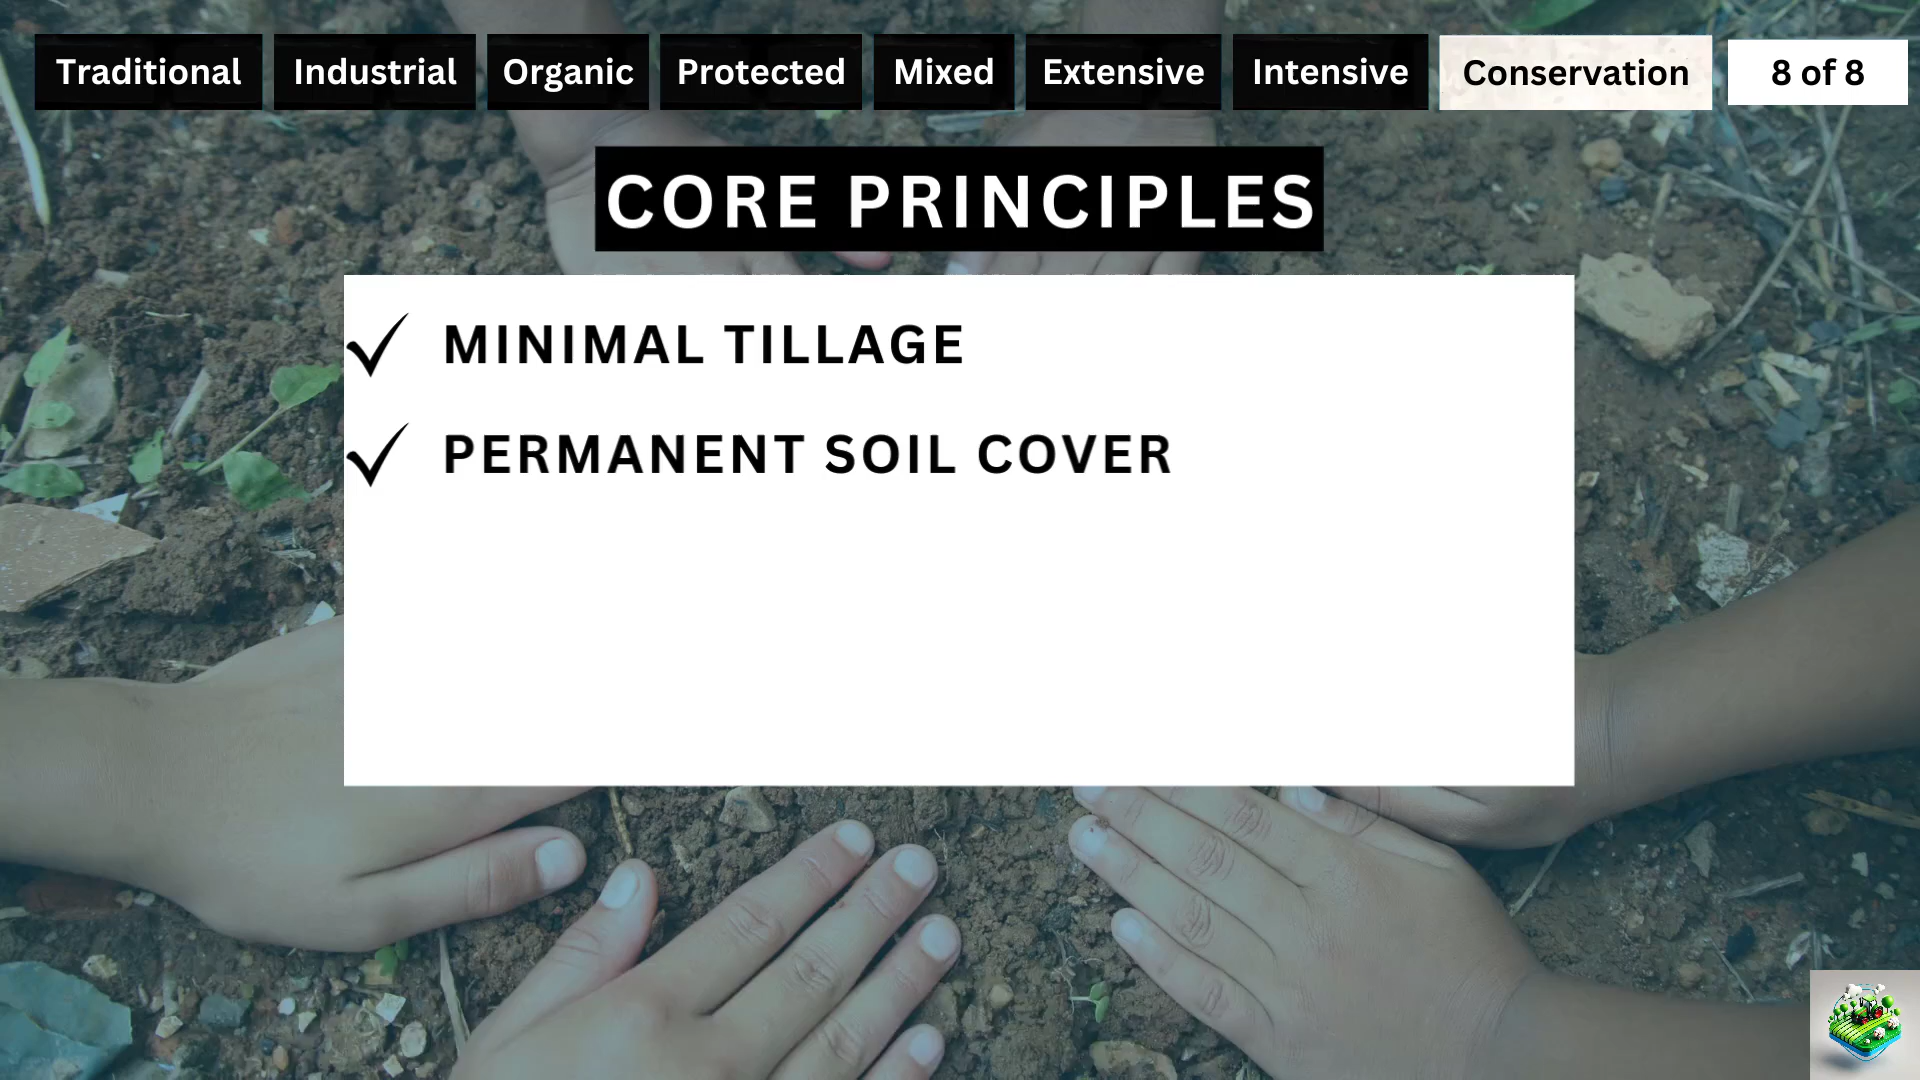 Traditional Industrial Organic Protected Mixed Extensive Intensive Conservation 8 of 8
CORE PRINCIPLES
✓ MINIMAL TILLAGE
✓ PERMANENT SOIL COVER